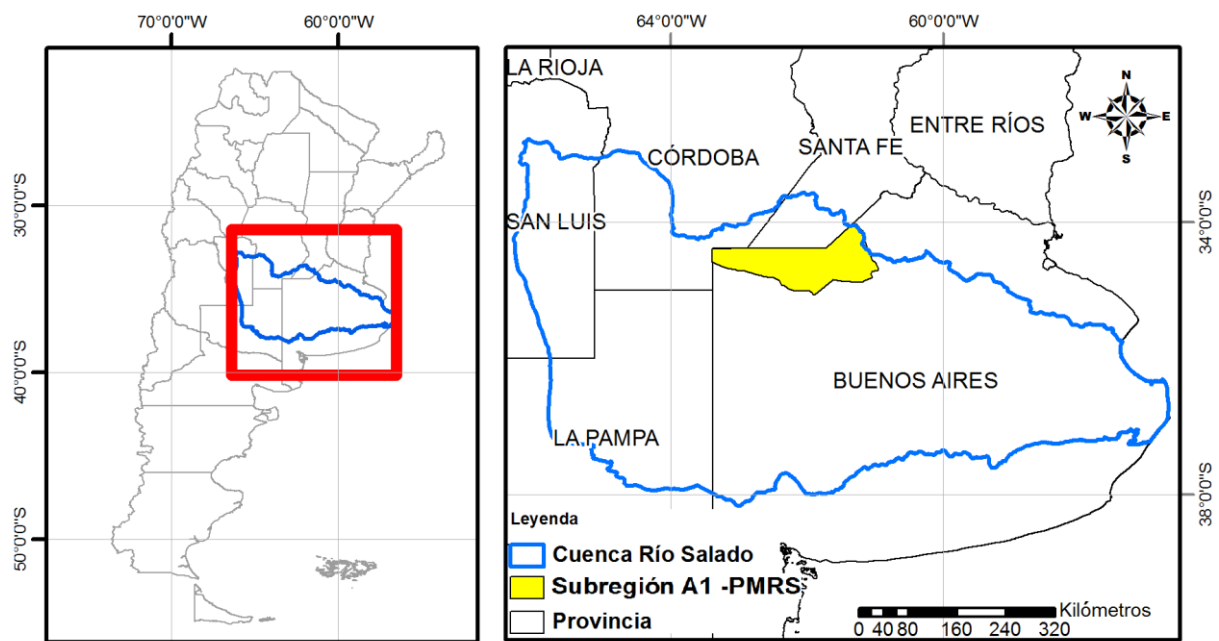 70°0'0"W 60°0'0"W
30°0'0"S
40°0'0"S
50°0'0"S
64°0'0"W 60°0'0"W
34°0'0"S
38°0'0"S
N
W E
S
LA RIOJA
ENTRE RÍOS
CÓRDOBA
SANTA FE
SAN LUIS
BUENOS AIRES
LA PAMPA
Leyenda
Cuenca Río Salado
Subregión A1 -PMRS
Provincia
Kilómetros
0 40 80 160 240 320